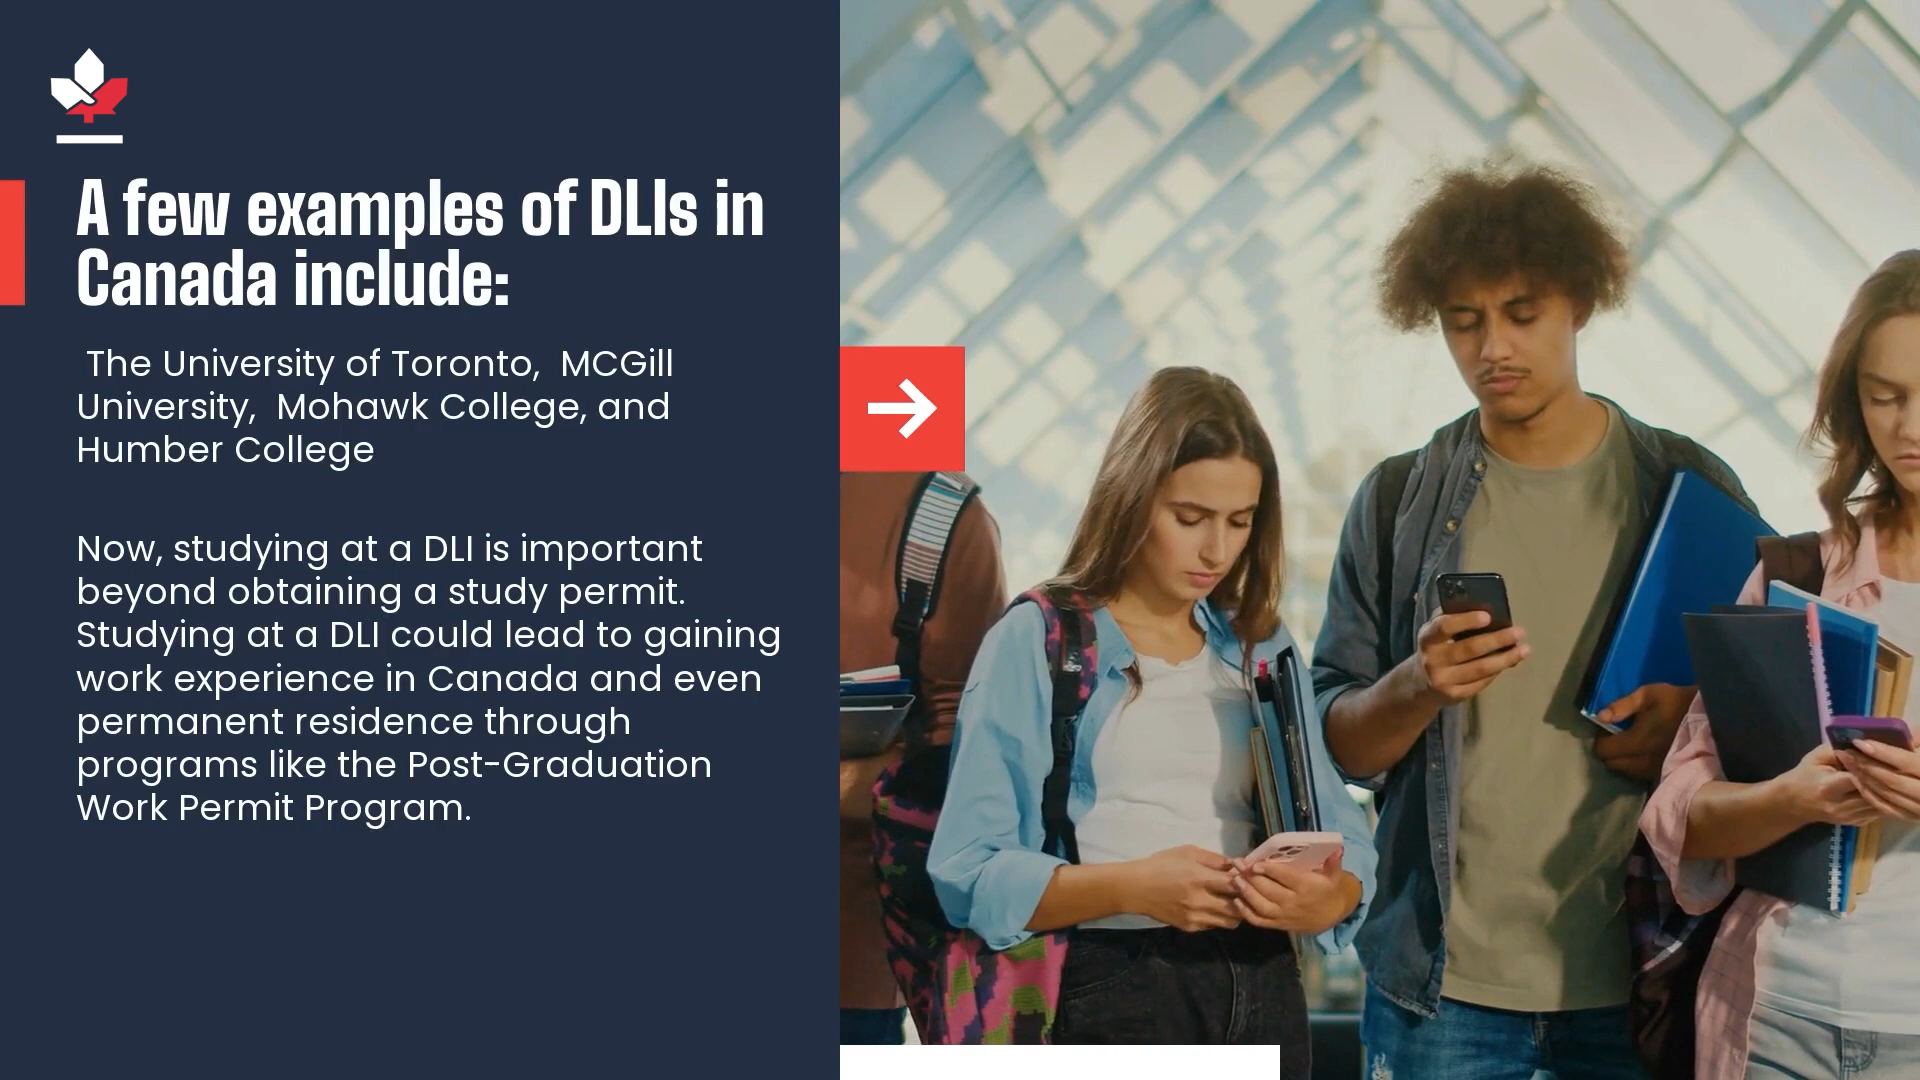 A few examples of DLIs in
Canada include:
The University of Toronto,  MCGill
University,  Mohawk College, and
Humber College
Now, studying at a DLI is important
beyond obtaining a study permit.
Studying at a DLI could lead to gaining
work experience in Canada and even
permanent residence through
programs like the Post-Graduation
Work Permit Program.